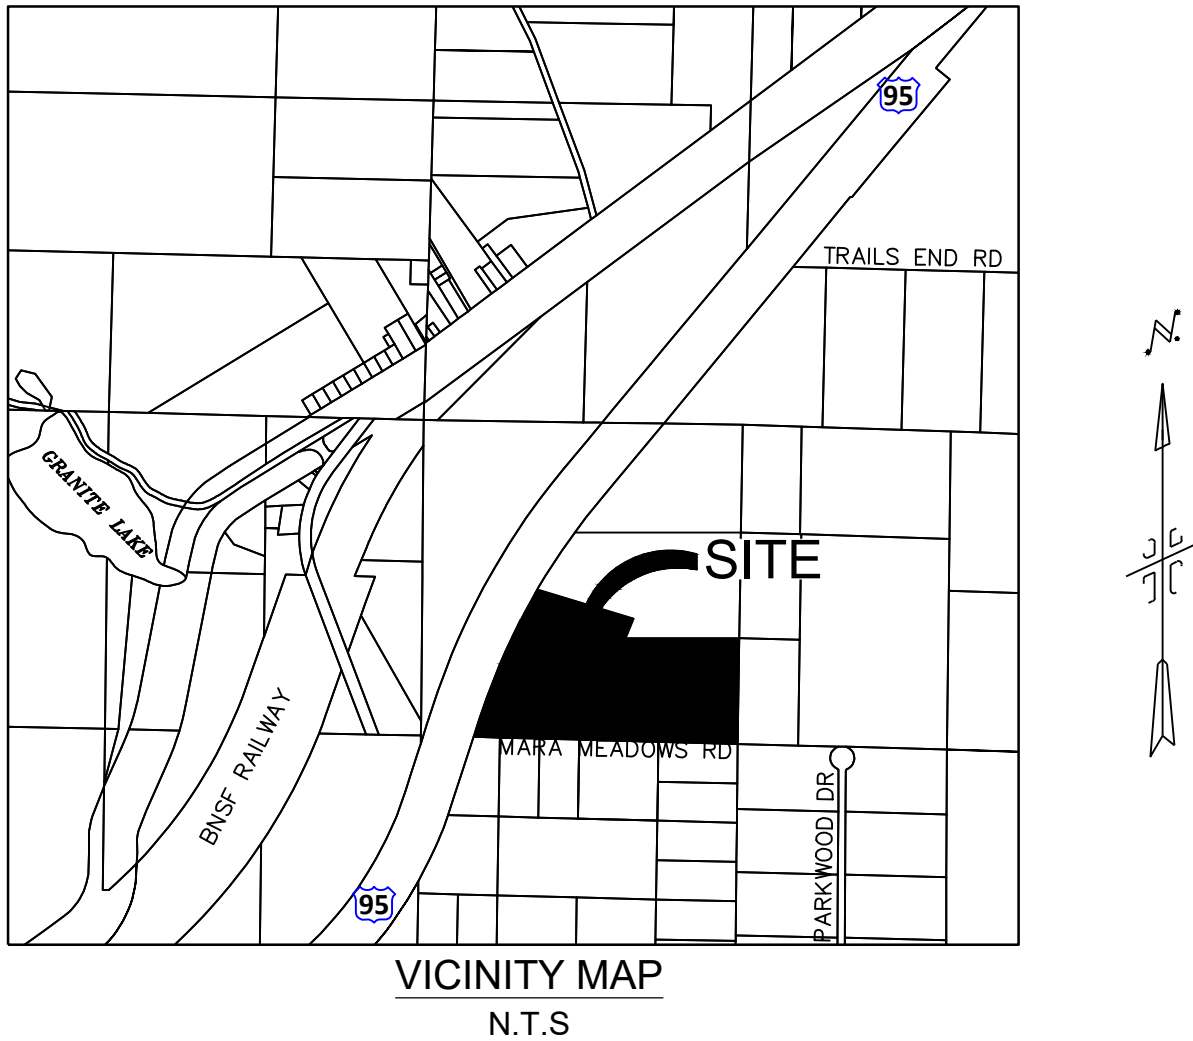 95
TRAILS END RD
N
GRANITE LAKE
SITE
MARA MEADOWS RD
BNSF RAILWAY
PARKWOOD DR
95
VICINITY MAP
N.T.S